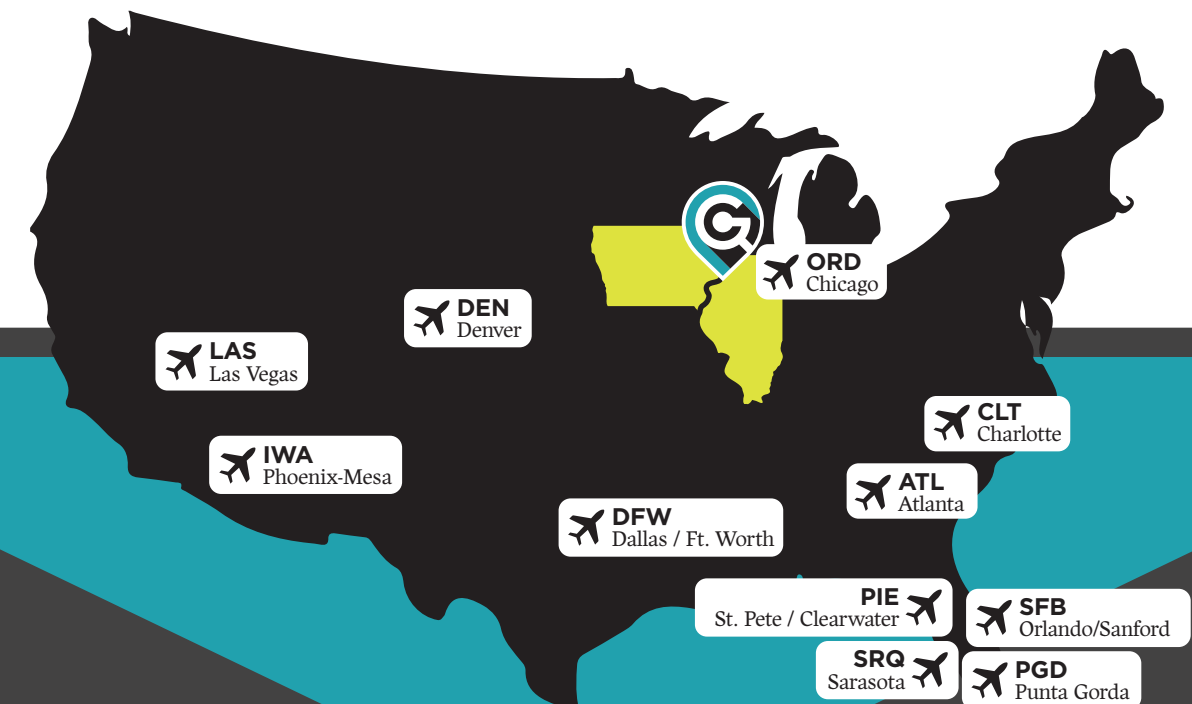 ORD
Chicago
DEN
Denver
LAS
Las Vegas
CLT
Charlotte
IWA
Phoenix-Mesa
ATL
Atlanta
DFW
Dallas / Ft. Worth
PIE
St. Pete / Clearwater
SFB
Orlando/Sanford
SRQ
Sarasota
PGD
Punta Gorda